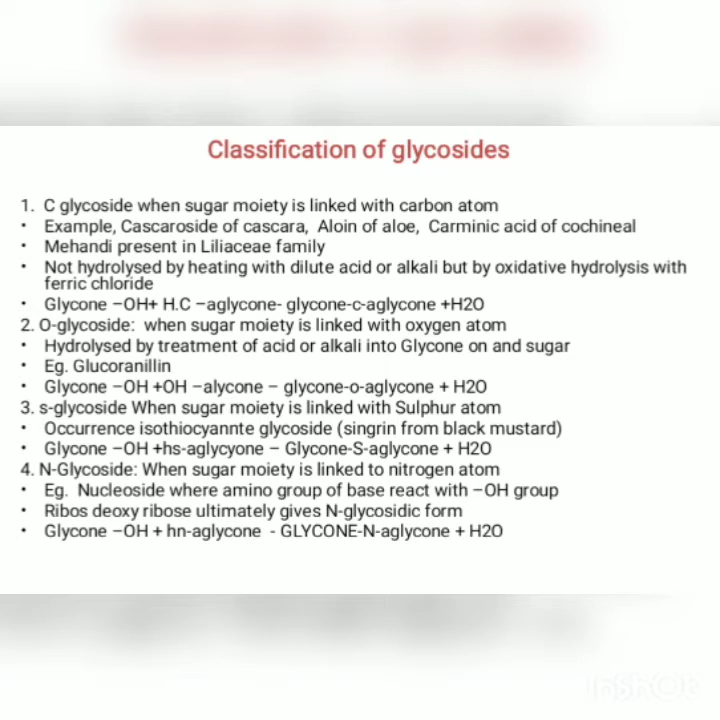 Classification of glycosides
1. C glycoside when sugar moiety is linked with carbon atom
• Example, Cascaroside of cascara, Aloin of aloe, Carminic acid of cochineal
• Mehandi present in Liliaceae family
• Not hydrolysed by heating with dilute acid or alkali but by oxidative hydrolysis with
ferric chloride
• Glycone –OH+ H.C –aglycone- glycone-c-aglycone +H2O
2. O-glycoside: when sugar moiety is linked with oxygen atom
• Hydrolysed by treatment of acid or alkali into Glycone on and sugar
• Eg. Glucoranillin
• Glycone –OH +OH –alycone – glycone-o-aglycone + H2O
3. s-glycoside When sugar moiety is linked with Sulphur atom
• Occurrence isothiocyannte glycoside (singrin from black mustard)
• Glycone –OH +hs-aglycyone – Glycone-S-aglycone + H2O
4. N-Glycoside: When sugar moiety is linked to nitrogen atom
• Eg. Nucleoside where amino group of base react with –OH group
• Ribos deoxy ribose ultimately gives N-glycosidic form
• Glycone –OH + hn-aglycone - GLYCONE-N-aglycone + H2O